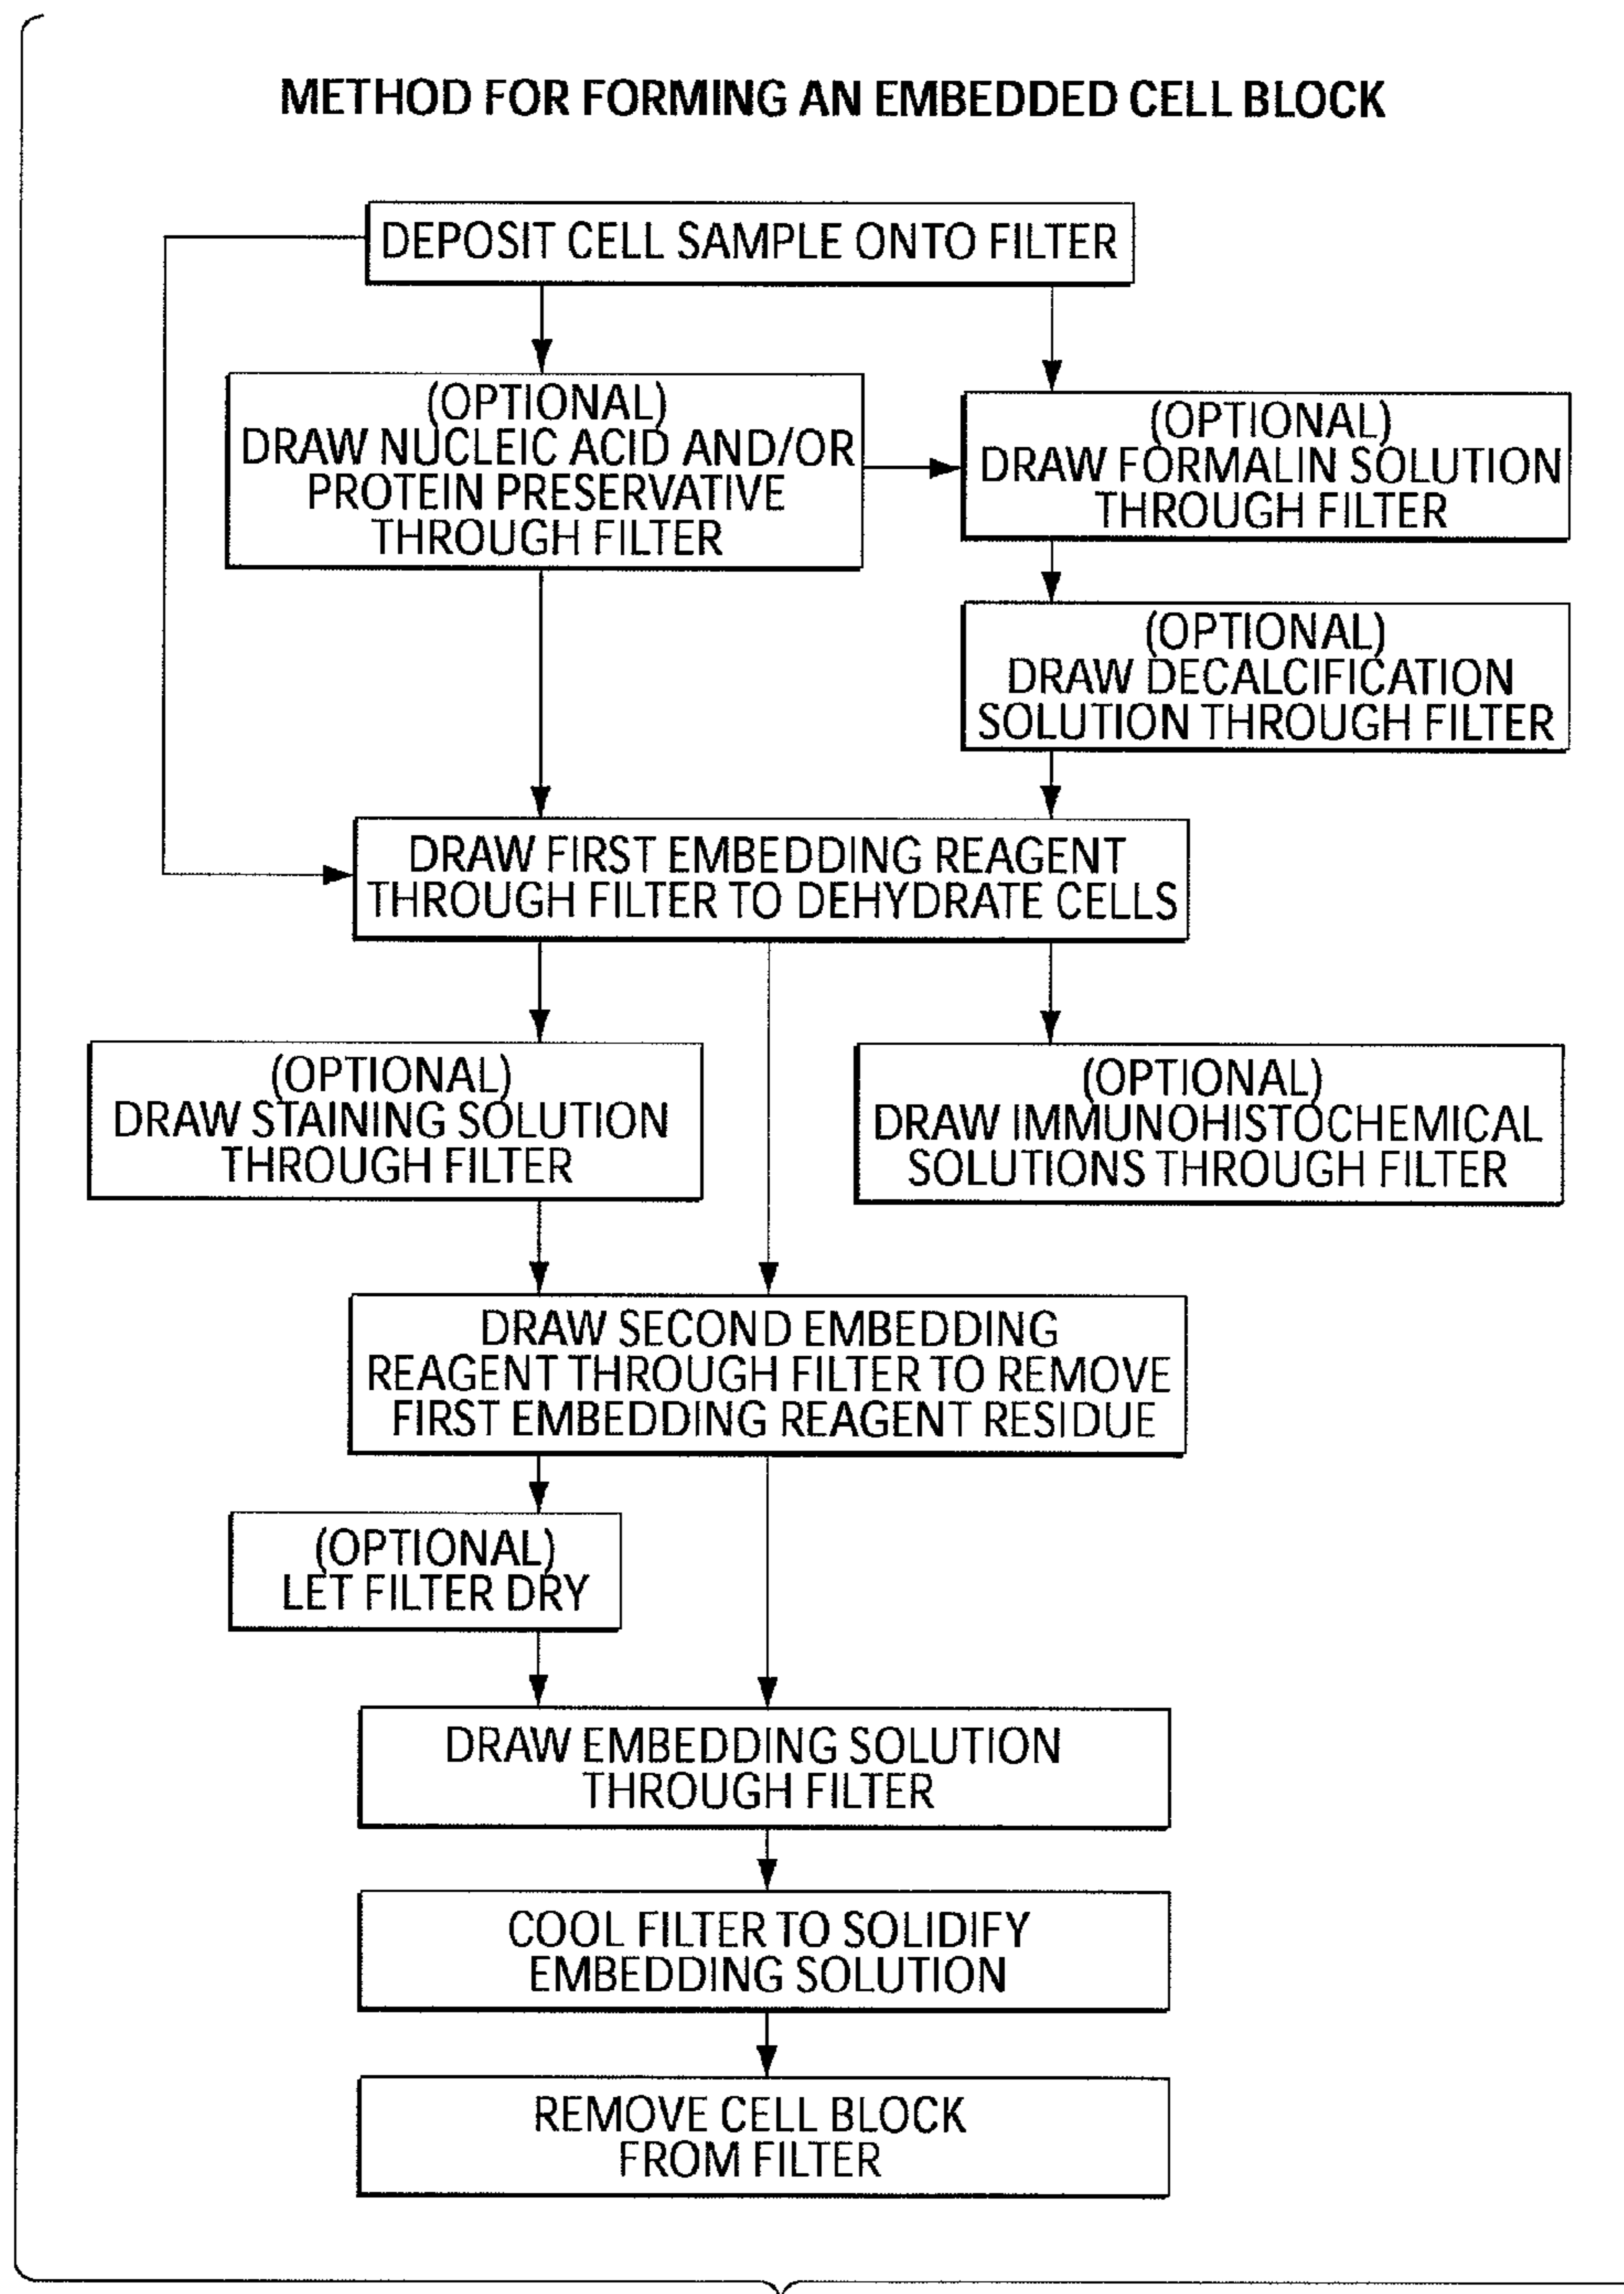 METHOD FOR FORMING AN EMBEDDED CELL BLOCK
DEPOSIT CELL SAMPLE ONTO FILTER
(OPTIONAL)
DRAW NUCLEIC ACID AND/OR
PROTEIN PRESERVATIVE
THROUGH FILTER
(OPTIONAL)
DRAW FORMALIN SOLUTION
THROUGH FILTER
(OPTIONAL)
DRAW DECALCIFICATION
SOLUTION THROUGH FILTER
DRAW FIRST EMBEDDING REAGENT
THROUGH FILTER TO DEHYDRATE CELLS
(OPTIONAL)
DRAW STAINING SOLUTION
THROUGH FILTER
(OPTIONAL)
DRAW IMMUNOHISTOCHEMICAL
SOLUTIONS THROUGH FILTER
DRAW SECOND EMBEDDING
REAGENT THROUGH FILTER TO REMOVE
FIRST EMBEDDING REAGENT RESIDUE
(OPTIONAL)
LET FILTER DRY
DRAW EMBEDDING SOLUTION
THROUGH FILTER
COOL FILTER TO SOLIDIFY
EMBEDDING SOLUTION
REMOVE CELL BLOCK
FROM FILTER